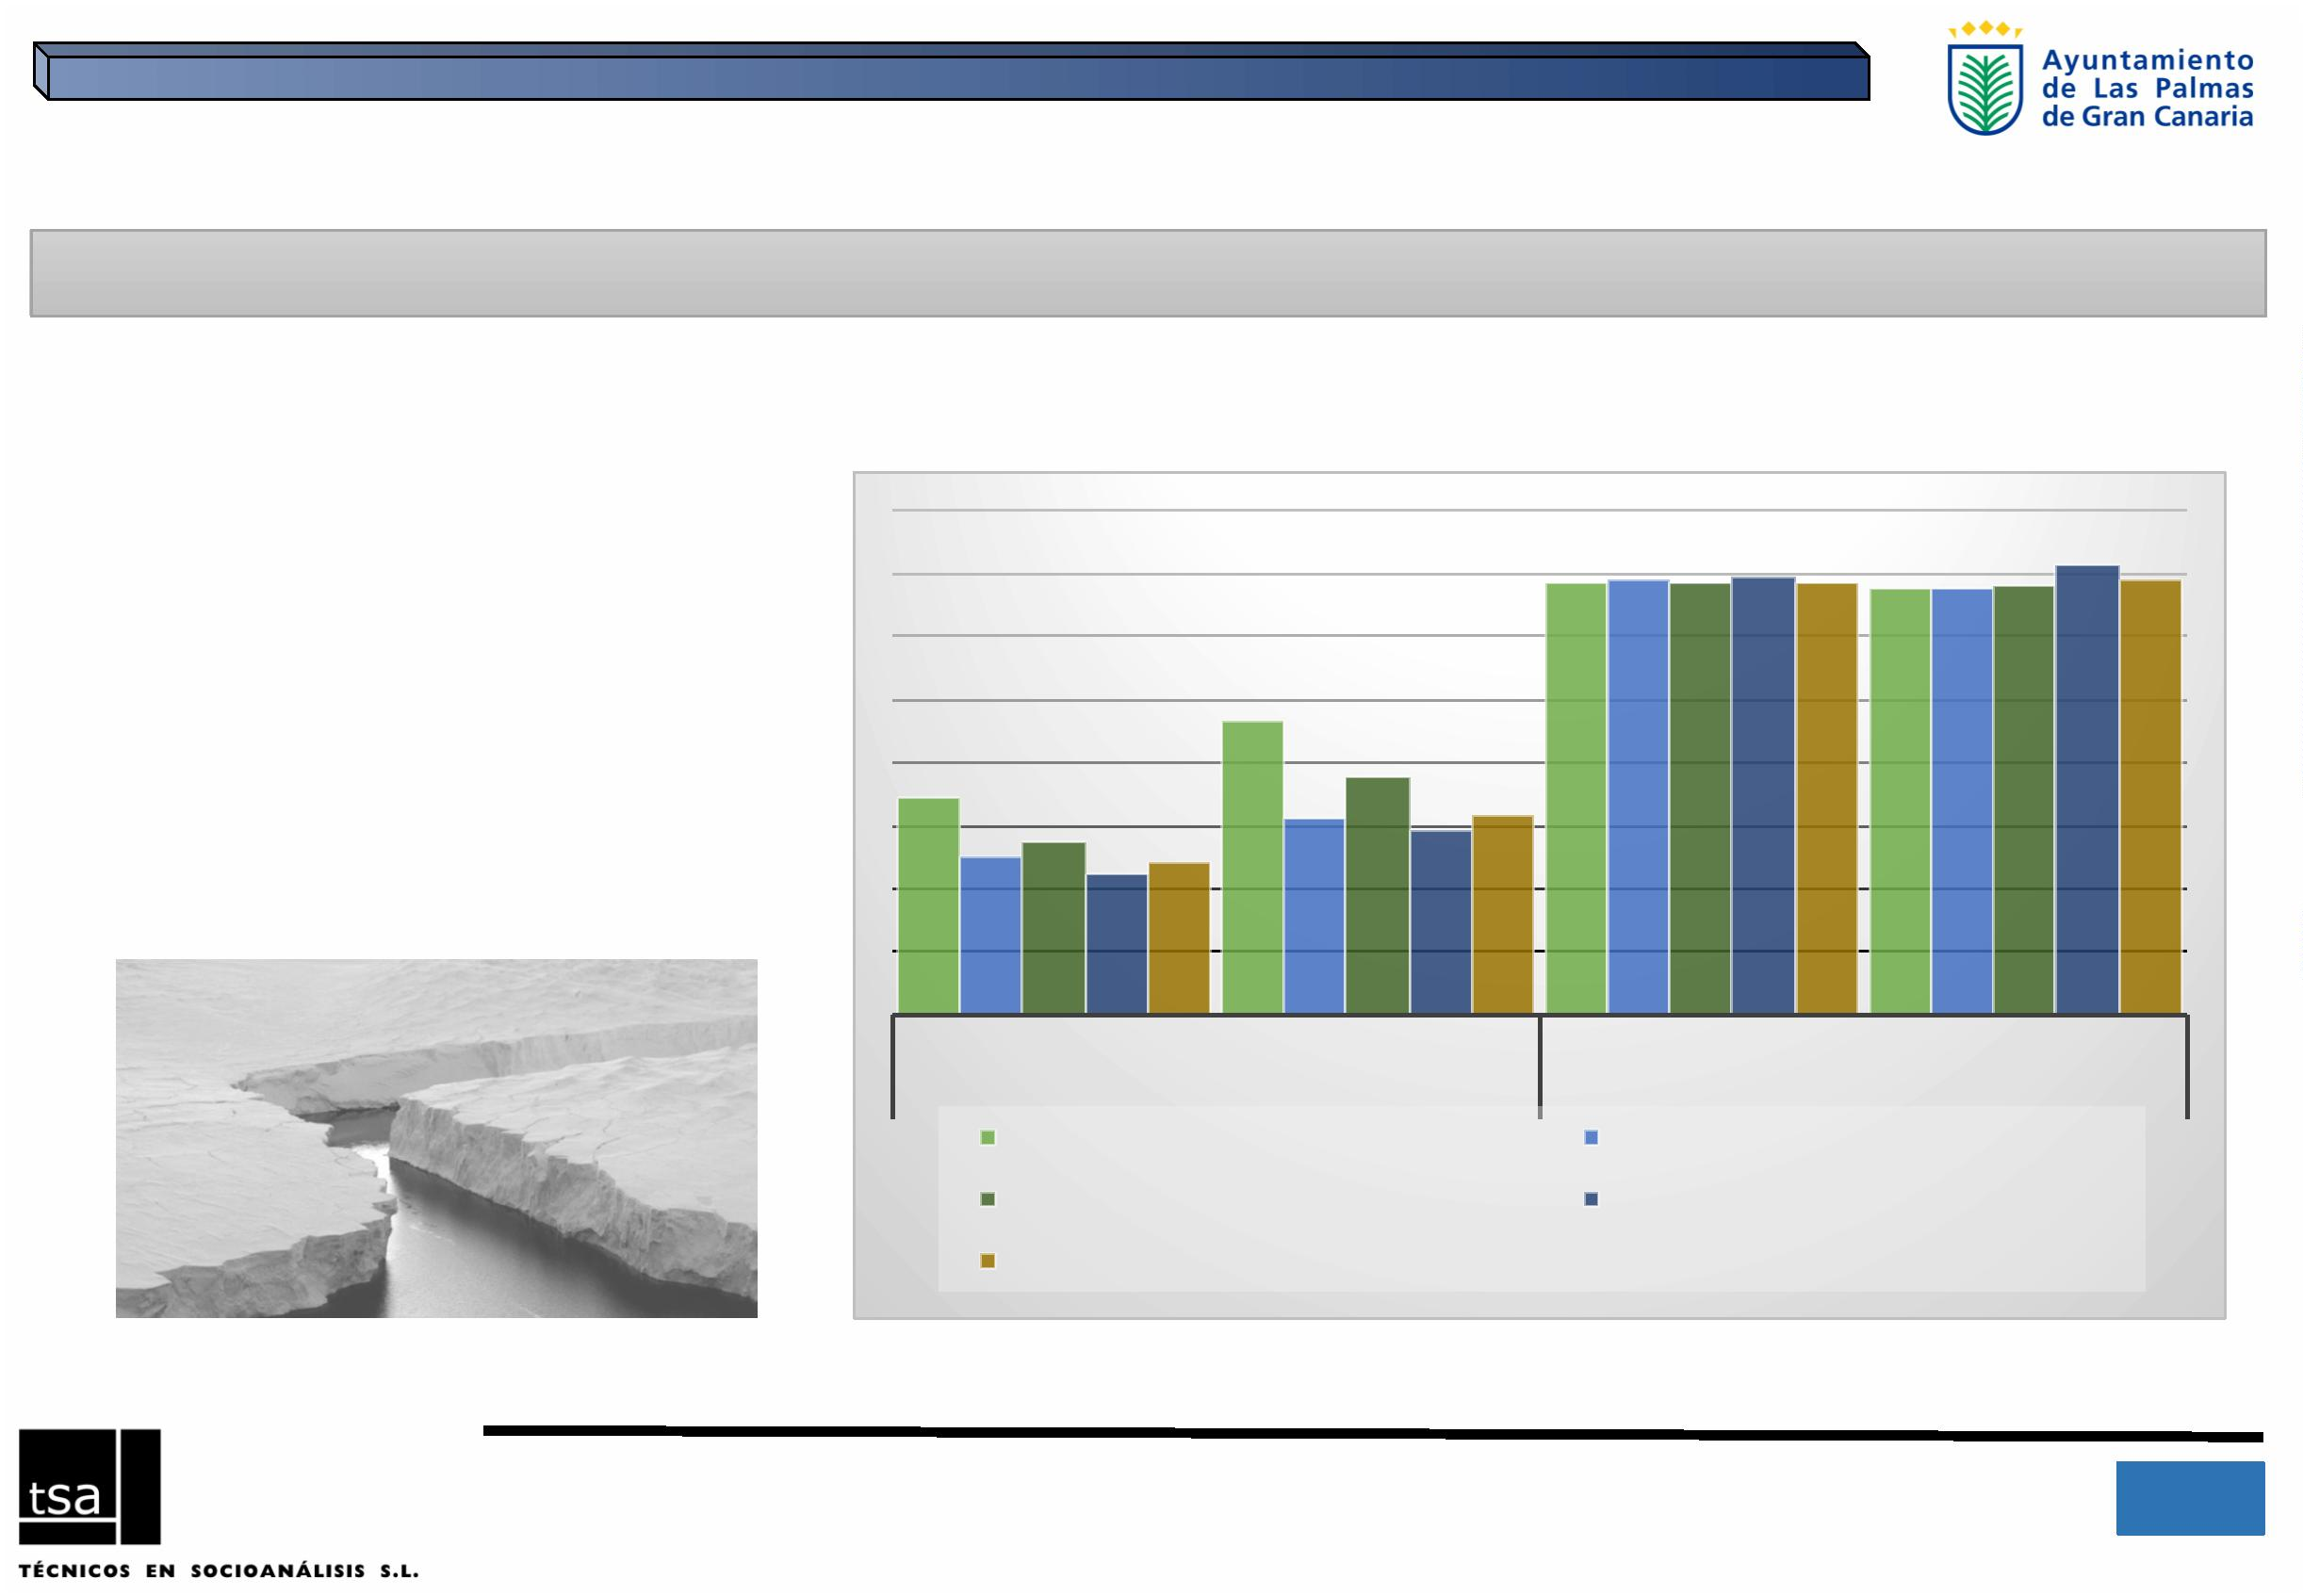 Ayuntamiento
de Las Palmas
de Gran Canaria
tsa
TÉCNICOS EN SOCIOANÁLISIS S.L.